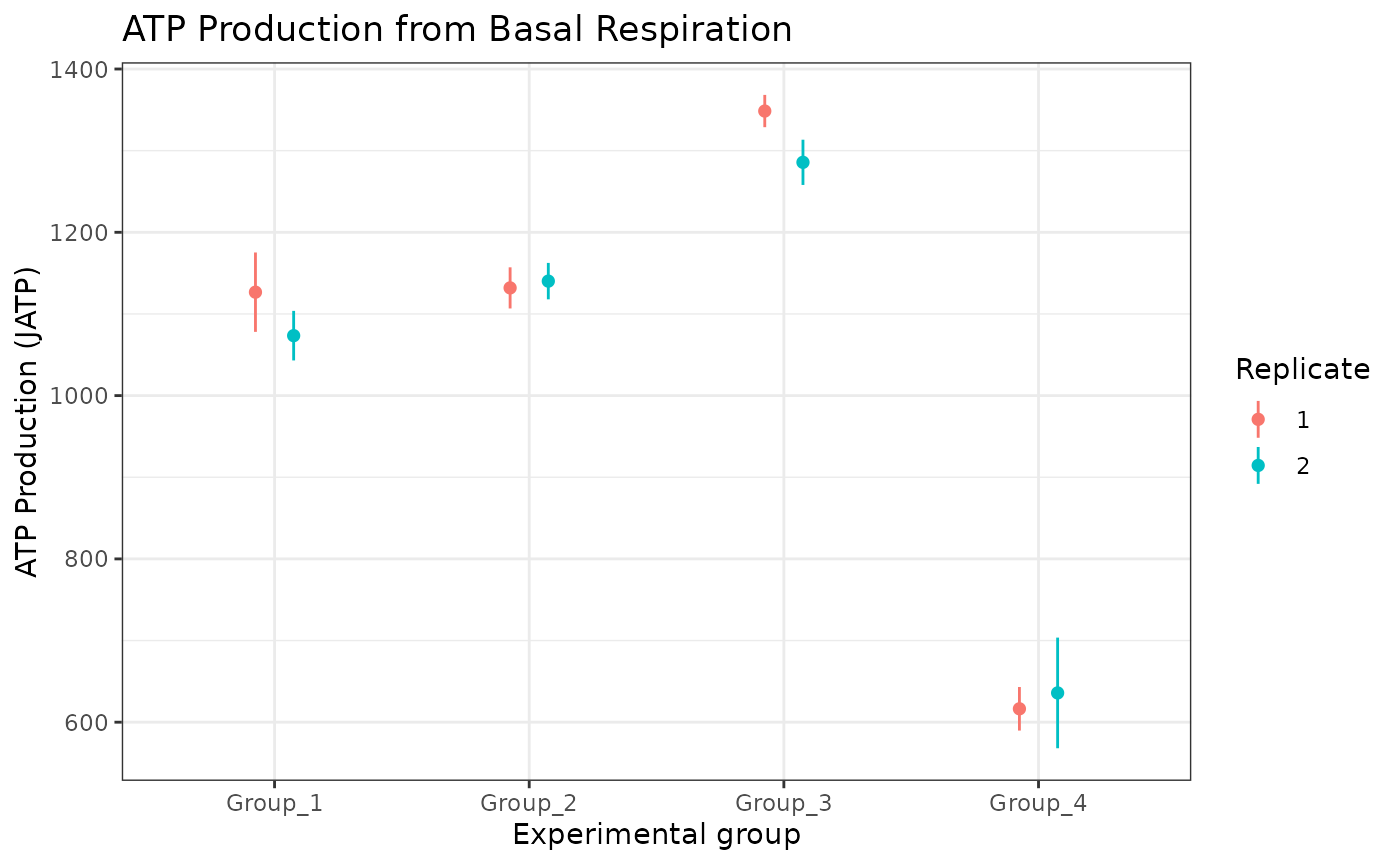 ATP Production from Basal Respiration
ATP Production (JATP)
1400
1200
1000
800
600
Group_1
Group_2
Group_3
Group_4
Experimental group
Replicate
1
2